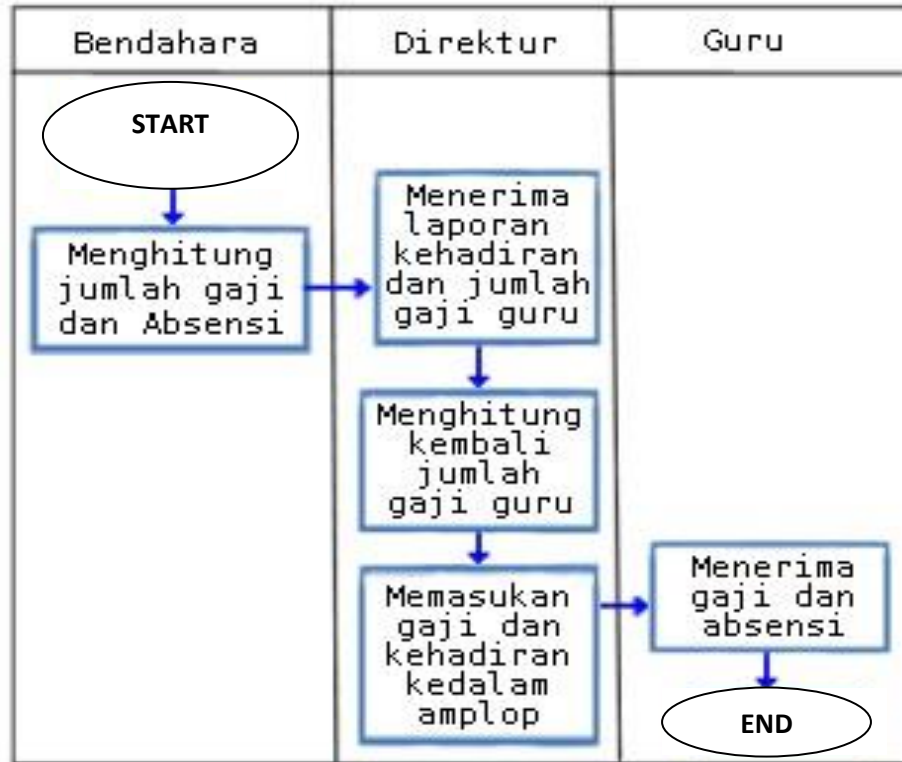 Bendahara
Direktur
Guru
START
Menghitung
jumlah gaji
dan Absensi
Menerima
laporan
kehadiran
dan jumlah
gaji guru
Menghitung
kembali
jumlah
gaji guru
Memasukan
gaji dan
kehadiran
kedalam
amplop
Menerima
gaji dan
absensi
END